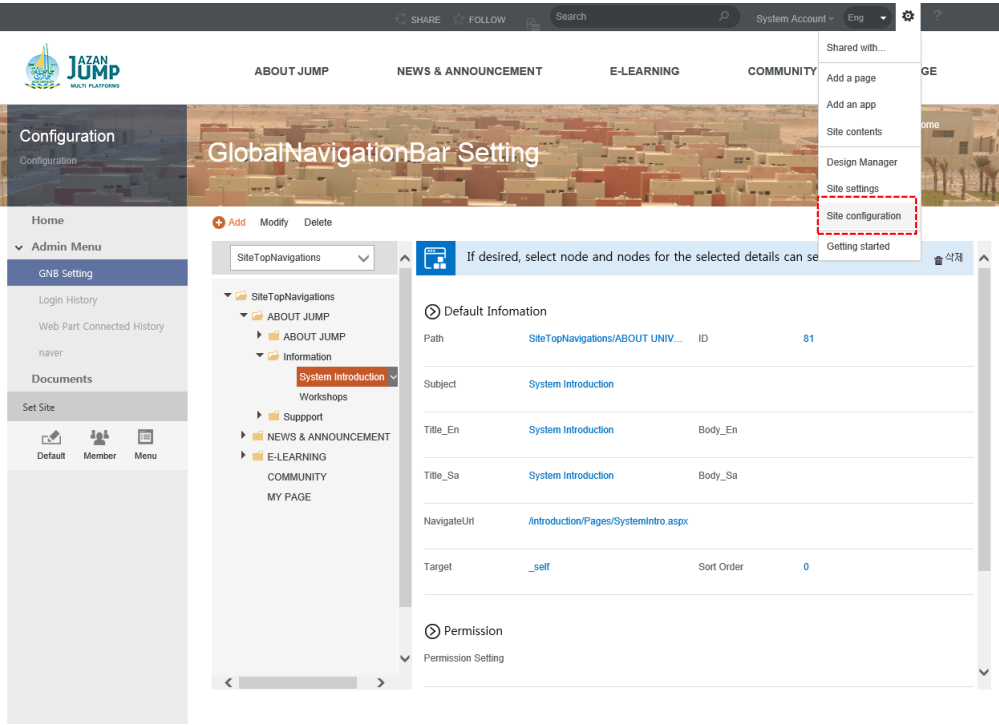 SHARE FOLLOW Search System Account Eng ?
Shared with...
Add a page
Add an app
Site contents
Design Manager
Site settings
Site configuration
Getting started
JAZAN
JUMP
MULTI PLATFORMS
ABOUT JUMP NEWS & ANNOUNCEMENT E-LEARNING COMMUNITY GE
Configuration
Configuration
GlobalNavigationBar Setting
ome
Home
Admin Menu
GNB Setting
Login History
Web Part Connected History
naver
Documents
Set Site
Default Member Menu
Add Modify Delete
SiteTopNavigations
SiteTopNavigations
ABOUT JUMP
ABOUT JUMP
Information
System Introduction
Workshops
Suppport
NEWS & ANNOUNCEMENT
E-LEARNING
COMMUNITY
MY PAGE
If desired, select node and nodes for the selected details can se
삭제
Default Infomation
Path SiteTopNavigations/ABOUT UNIV... ID 81
Subject System Introduction
Title_En System Introduction Body_En
Title_Sa System Introduction Body_Sa
NavigateUrl /introduction/Pages/SystemIntro.aspx
Target _self Sort Order 0
Permission
Permission Setting